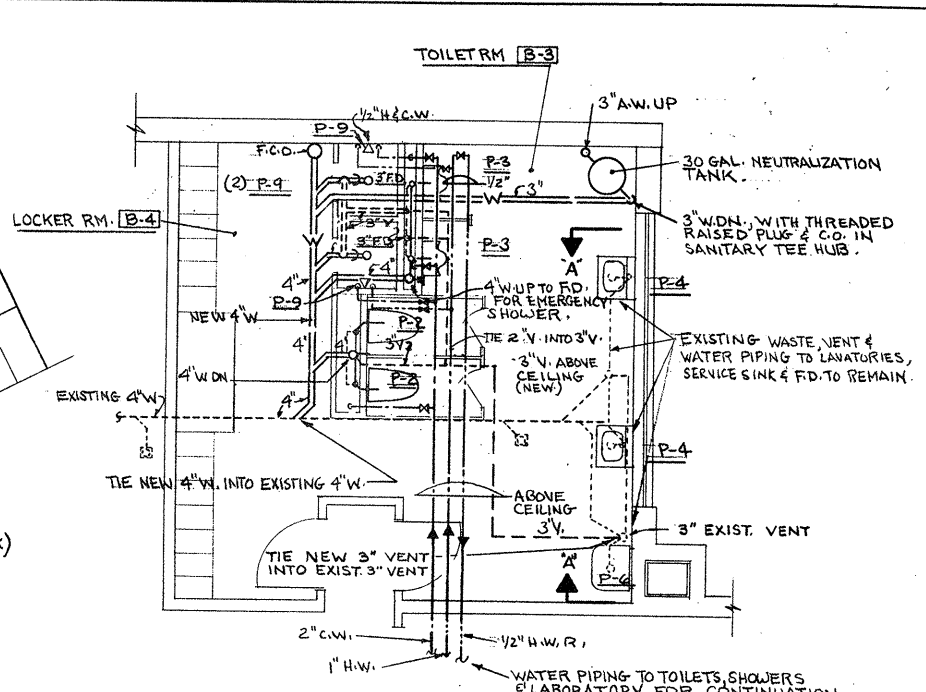 TOILET RM B-3
3" A.W. UP
1/2" H & C.W.
P-9
F.C.O.
P-3
1/2"
3"
30 GAL. NEUTRALIZATION
TANK.
(2) P-9
3" F.D.
W
LOCKER RM. B-4
3" W.DN., WITH THREADED
RAISED PLUG & C.O. IN
SANITARY TEE HUB.
3" V.
3" F.D.
P-3
"A"
W
4"
4"
4" W UP TO F.D.
FOR EMERGENCY
SHOWER.
P-4
P-9
NEW 4" W
P-2
TIE 2" V. INTO 3" V.
EXISTING WASTE, VENT &
WATER PIPING TO LAVATORIES,
SERVICE SINK & F.D. TO REMAIN.
4"
4"
3" V
3" V. ABOVE
CEILING
(NEW)
4" W DN
P-2
EXISTING 4" W
4"
P-4
TIE NEW 4" W. INTO EXISTING 4" W.
ABOVE
CEILING
3" V.
3" EXIST. VENT
TIE NEW 3" VENT
INTO EXIST. 3" VENT
"A"
P-6
2" C.W.
1/2" H.W.R.
1" H.W.
WATER PIPING TO TOILETS, SHOWERS
& LABORATORY FOR CONTINUATION